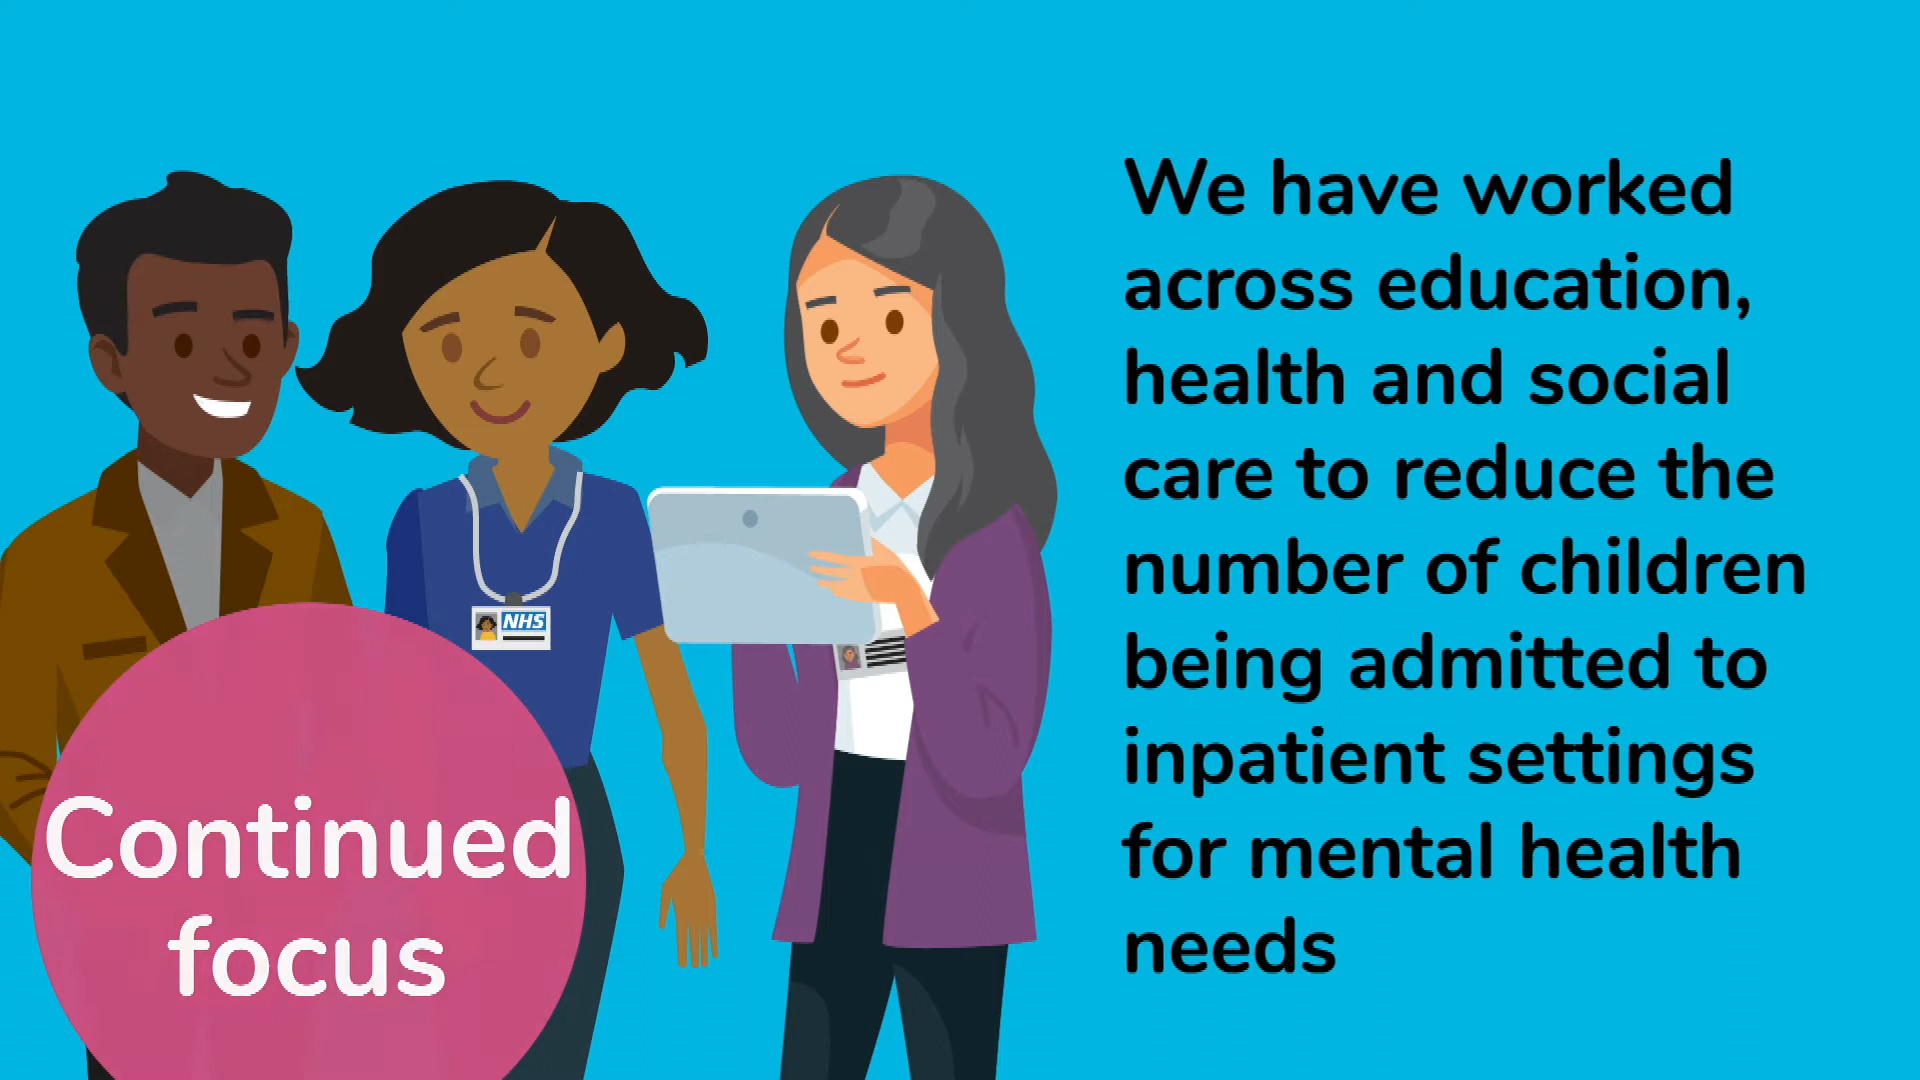 We have worked
across education,
health and social
care to reduce the
number of children
being admitted to
inpatient settings
for mental health
needs
NHS
Continued
focus